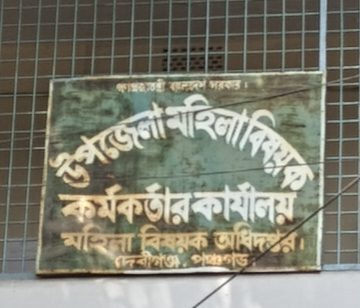 গণপ্রজাতন্ত্রী বাংলাদেশ সরকার।
উপজেলা মহিলা বিষয়ক
কর্মকর্তার কার্যালয়
মহিলা বিষয়ক অধিদপ্তর।
দেবীগঞ্জ, পঞ্চগড়।